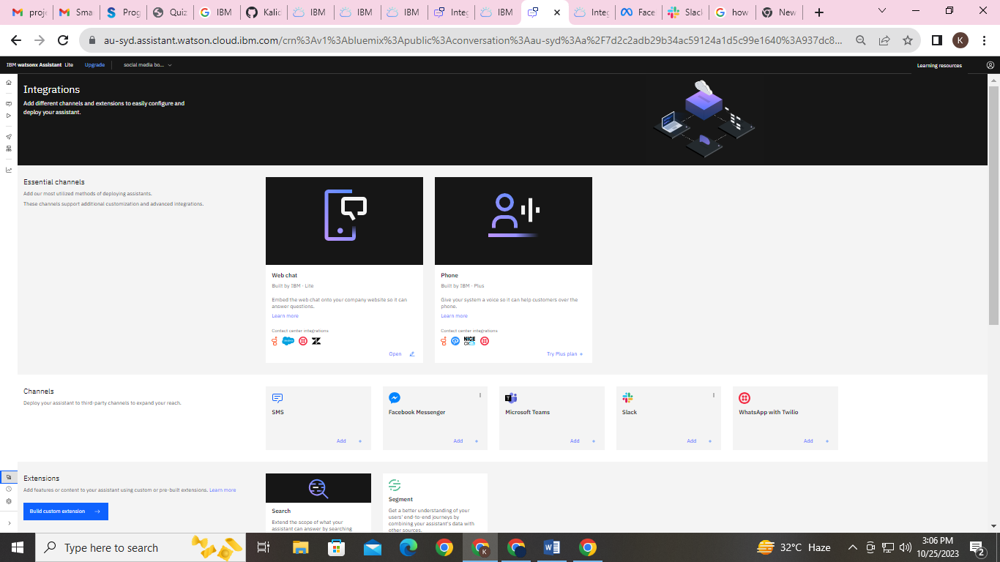 proje
Smar
Prog
Quiz
IBM
Kalid
IBM
IBM
IBM
Integ
IBM
Integ
Face
Slack
how
New
au-syd.assistant.watson.cloud.ibm.com/crn%3Av1%3Abluemix%3Apublic%3Aconversation%3Aau-syd%3Aa%2F7d2c2adb29b34ac59124a1d5c99e1640%3A937dc8...
K
IBM watsonx Assistant Lite
Upgrade
social media bo...
Learning resources
Integrations
Add different channels and extensions to easily configure and
deploy your assistant.
Essential channels
Add our most utilized methods of deploying assistants.
These channels support additional customization and advanced integrations.
Web chat
Built by IBM · Lite
Embed the web chat onto your company website so it can
answer questions.
Learn more
Contact center integrations
Open
Phone
Built by IBM · Plus
Give your system a voice so it can help customers over the
phone.
Learn more
Contact center integrations
NICE
Try Plus plan +
Channels
Deploy your assistant to third-party channels to expand your reach.
SMS
Add +
Facebook Messenger
Add +
Microsoft Teams
Add +
Slack
Add +
WhatsApp with Twilio
Add +
Extensions
Add features or content to your assistant using custom or pre-built extensions. Learn more
Build custom extension →
Search
Extend the scope of what your
assistant can answer by searching
Segment
Get a better understanding of your
users' end-to-end journeys by
combining your assistant's data with
other sources.
Type here to search
32°C Haze
3:06 PM
10/25/2023
2